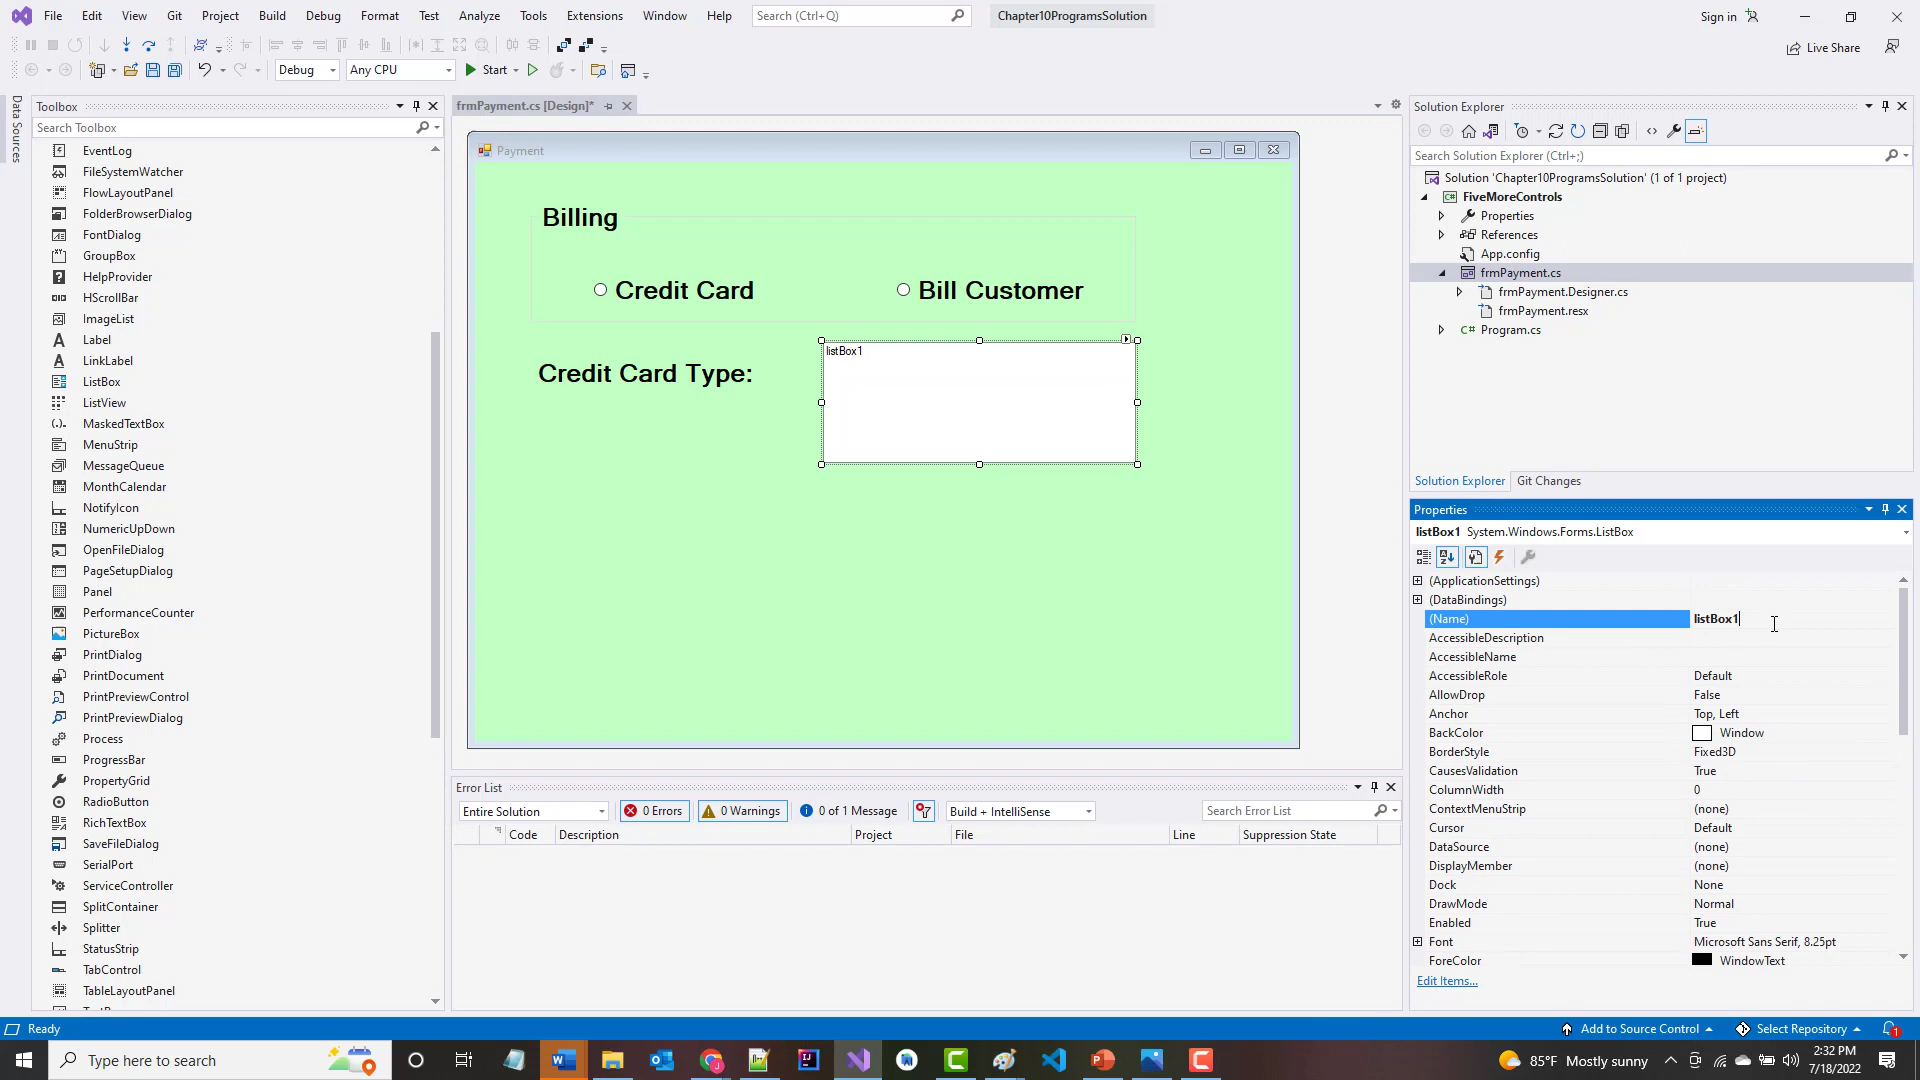 File Edit View Git Project Build Debug Format Test Analyze Tools Extensions Window Help Search (Ctrl+Q) Chapter10ProgramsSolution Sign in
Live Share
Debug Any CPU Start
Data Sources
Toolbox
Search Toolbox
EventLog
FileSystemWatcher
FlowLayoutPanel
FolderBrowserDialog
FontDialog
GroupBox
HelpProvider
HScrollBar
ImageList
Label
LinkLabel
ListBox
ListView
MaskedTextBox
MenuStrip
MessageQueue
MonthCalendar
NotifyIcon
NumericUpDown
OpenFileDialog
PageSetupDialog
Panel
PerformanceCounter
PictureBox
PrintDialog
PrintDocument
PrintPreviewControl
PrintPreviewDialog
Process
ProgressBar
PropertyGrid
RadioButton
RichTextBox
SaveFileDialog
SerialPort
ServiceController
SplitContainer
Splitter
StatusStrip
TabControl
TableLayoutPanel
frmPayment.cs [Design]*
Payment
Billing
Credit Card Bill Customer
Credit Card Type:
listBox1
Error List
Entire Solution 0 Errors 0 Warnings 0 of 1 Message Build + IntelliSense Search Error List
Code Description Project File Line Suppression State
Solution Explorer
Search Solution Explorer (Ctrl+;)
Solution 'Chapter10ProgramsSolution' (1 of 1 project)
C# FiveMoreControls
Properties
References
App.config
frmPayment.cs
frmPayment.Designer.cs
frmPayment.resx
C# Program.cs
Solution Explorer Git Changes
Properties
listBox1 System.Windows.Forms.ListBox
(ApplicationSettings)
(DataBindings)
(Name) listBox1
AccessibleDescription
AccessibleName
AccessibleRole Default
AllowDrop False
Anchor Top, Left
BackColor Window
BorderStyle Fixed3D
CausesValidation True
ColumnWidth 0
ContextMenuStrip (none)
Cursor Default
DataSource (none)
DisplayMember (none)
Dock None
DrawMode Normal
Enabled True
Font Microsoft Sans Serif, 8.25pt
ForeColor WindowText
Edit Items...
Ready Add to Source Control Select Repository 1
Type here to search 85°F Mostly sunny 2:32 PM
7/18/2022